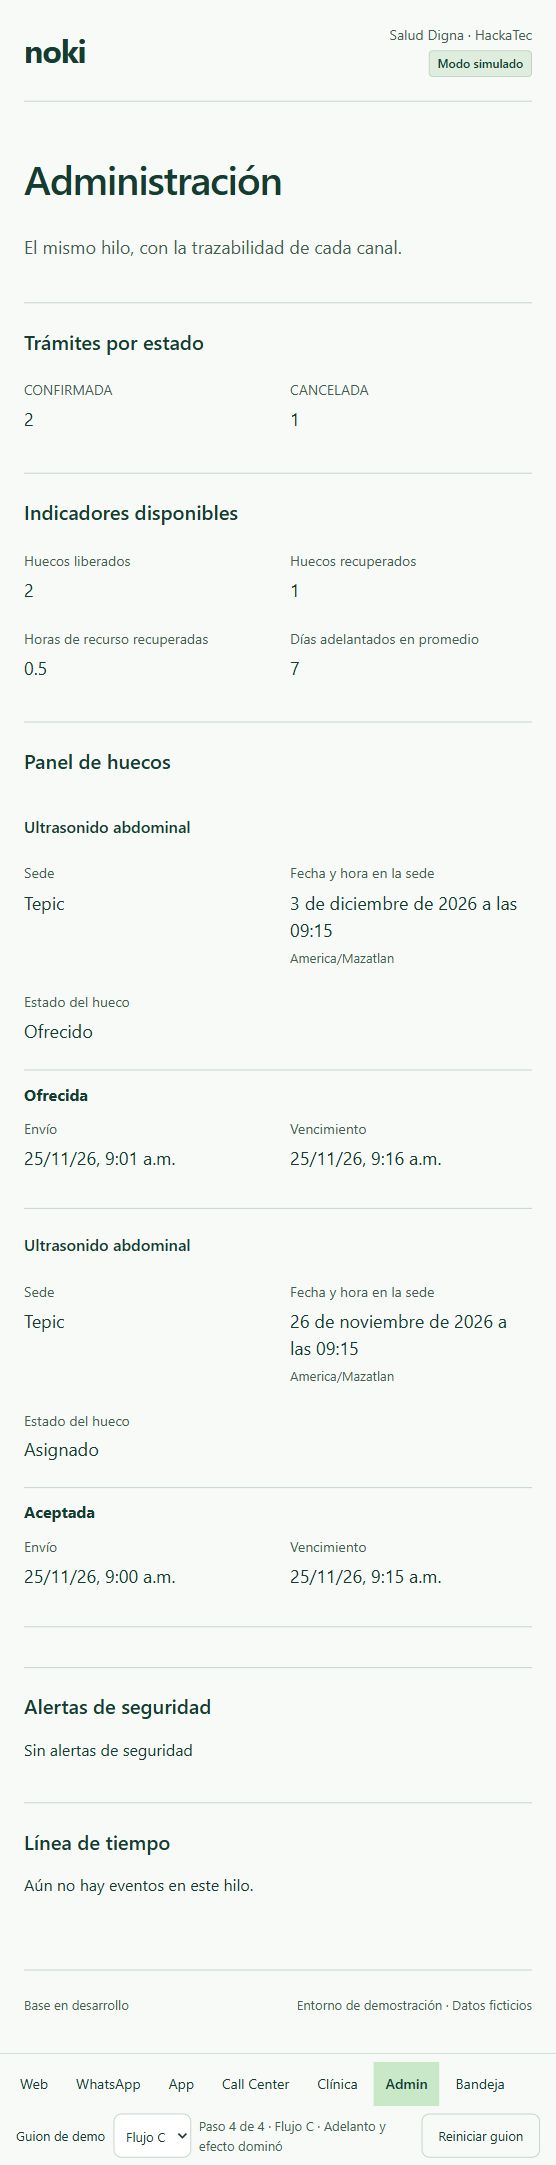 noki
Salud Digna · HackaTec
Modo simulado
Administración
El mismo hilo, con la trazabilidad de cada canal.
Trámites por estado
CONFIRMADA
2
CANCELADA
1
Indicadores disponibles
Huecos liberados
2
Huecos recuperados
1
Horas de recurso recuperadas
0.5
Días adelantados en promedio
7
Panel de huecos
Ultrasonido abdominal
Sede
Tepic
Fecha y hora en la sede
3 de diciembre de 2026 a las
09:15
America/Mazatlan
Estado del hueco
Ofrecido
Ofrecida
Envío
25/11/26, 9:01 a.m.
Vencimiento
25/11/26, 9:16 a.m.
Ultrasonido abdominal
Sede
Tepic
Fecha y hora en la sede
26 de noviembre de 2026 a
las 09:15
America/Mazatlan
Estado del hueco
Asignado
Aceptada
Envío
25/11/26, 9:00 a.m.
Vencimiento
25/11/26, 9:15 a.m.
Alertas de seguridad
Sin alertas de seguridad
Línea de tiempo
Aún no hay eventos en este hilo.
Base en desarrollo
Entorno de demostración · Datos ficticios
Web
WhatsApp
App
Call Center
Clínica
Admin
Bandeja
Guion de demo
Flujo C
Paso 4 de 4 · Flujo C · Adelanto y
efecto dominó
Reiniciar guion